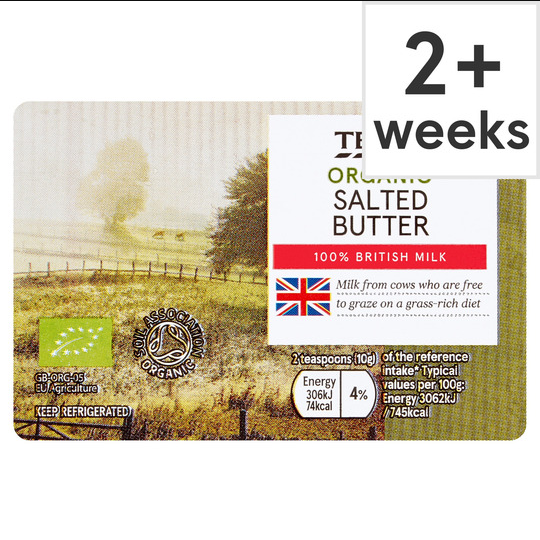 2+
weeks
TE
ORGANIC
SALTED
BUTTER
100% BRITISH MILK
Milk from cows who are free
to graze on a grass-rich diet
SOIL ASSOCIATION
ORGANIC
GB-ORG-05
EU Agriculture
KEEP REFRIGERATED
2 teaspoons (10g)
Energy
306kJ
74kcal
4%
of the reference
intake* Typical
values per 100g:
Energy 3062kJ
/745kcal